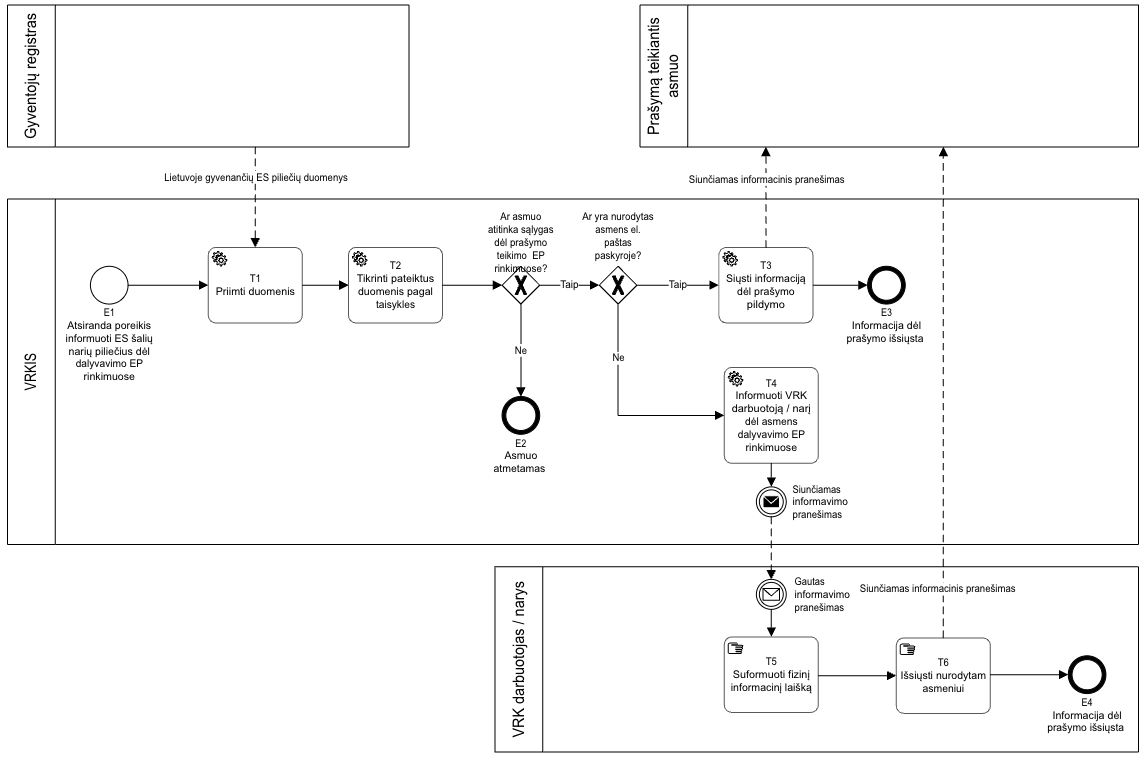 Gyventojų registras
Prašymą teikiantis
asmuo
Lietuvoje gyvenančių ES piliečių duomenys
Siunčiamas informacinis pranešimas
VRKIS
E1
Atsiranda poreikis
informuoti ES šalių
narių piliečius dėl
dalyvavimo EP
rinkimuose
T1
Priimti duomenis
T2
Tikrinti pateiktus
duomenis pagal
taisykles
Ar asmuo
atitinka sąlygas
dėl prašymo
teikimo EP
rinkimuose?
Taip
Ne
E2
Asmuo
atmetamas
Ar yra nurodytas
asmens el.
paštas
paskyroje?
Taip
Ne
T3
Siųsti informaciją
dėl prašymo
pildymo
E3
Informacija dėl
prašymo išsiųsta
T4
Informuoti VRK
darbuotoją / narį
dėl asmens
dalyvavimo EP
rinkimuose
Siunčiamas
informavimo
pranešimas
VRK darbuotojas / narys
Gautas
informavimo
pranešimas
Siunčiamas informacinis pranešimas
T5
Suformuoti fizinį
informacinį laišką
T6
Išsiųsti nurodytam
asmeniui
E4
Informacija dėl
prašymo išsiųsta